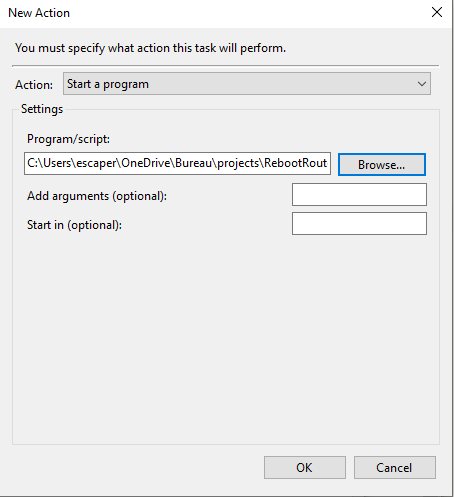 New Action
You must specify what action this task will perform.
Action: Start a program
Settings
Program/script:
C:\Users\escaper\OneDrive\Bureau\projects\RebootRout Browse...
Add arguments (optional):
Start in (optional):
OK Cancel